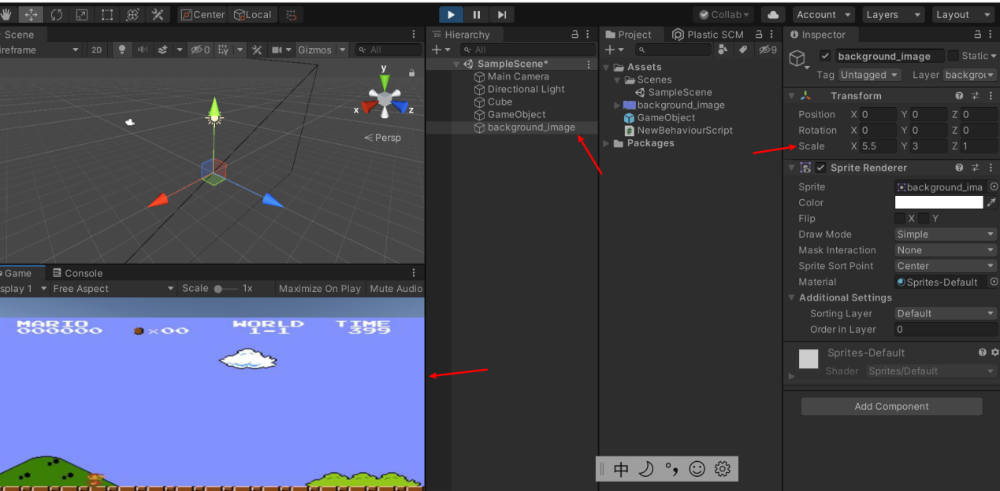 Center Local Collab Account Layers Layout
Scene
2D 0 Gizmos All
y
x z
Persp
Game Console
Display 1 Free Aspect Scale 1x Maximize On Play Mute Audio
MARIO WORLD TIME
000000 ×00 1-1 399
Hierarchy
All
SampleScene*
Main Camera
Directional Light
Cube
GameObject
background_image
Project Plastic SCM
9
Assets
Scenes
SampleScene
background_image
GameObject
NewBehaviourScript
Packages
Inspector
background_image Static
Tag Untagged Layer backgrou
Transform
Position X 0 Y 0 Z 0
Rotation X 0 Y 0 Z 0
Scale X 5.5 Y 3 Z 1
Sprite Renderer
Sprite background_ima
Color
Flip X Y
Draw Mode Simple
Mask Interaction None
Sprite Sort Point Center
Material Sprites-Default
Additional Settings
Sorting Layer Default
Order in Layer 0
Sprites-Default
Shader Sprites/Default
Add Component
中